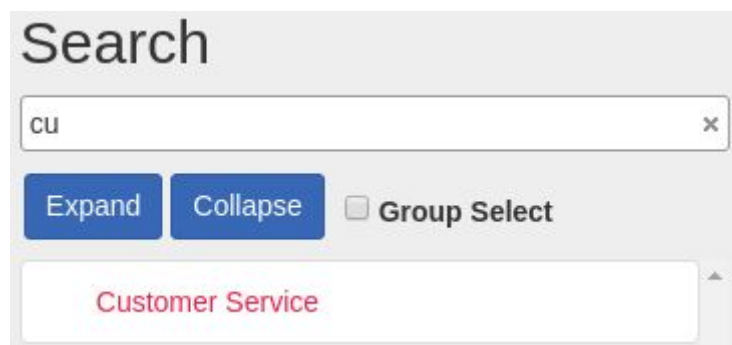 Search
cu ×
Expand Collapse Group Select
Customer Service